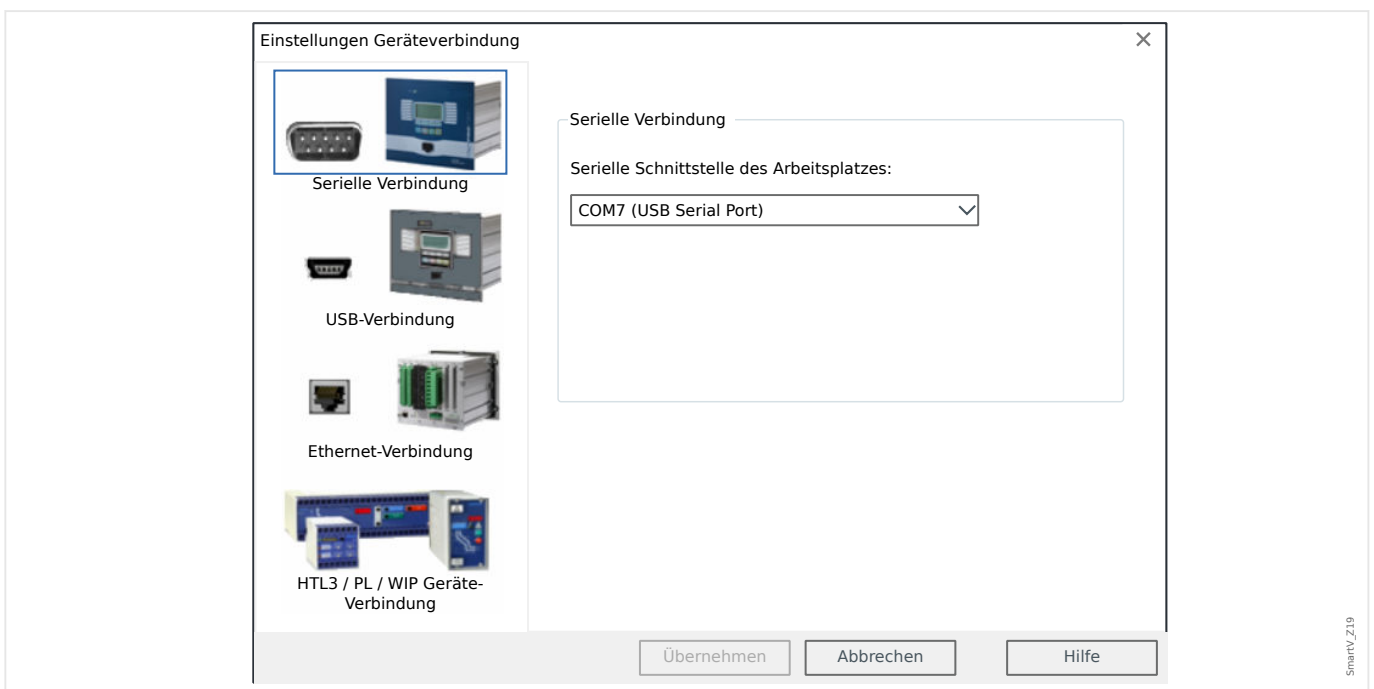 Einstellungen Geräteverbindung
Serielle Verbindung
USB-Verbindung
Ethernet-Verbindung
HTL3 / PL / WIP Geräte-
Verbindung
Serielle Verbindung
Serielle Schnittstelle des Arbeitsplatzes:
COM7 (USB Serial Port)
Übernehmen
Abbrechen
Hilfe
SmartV_Z19